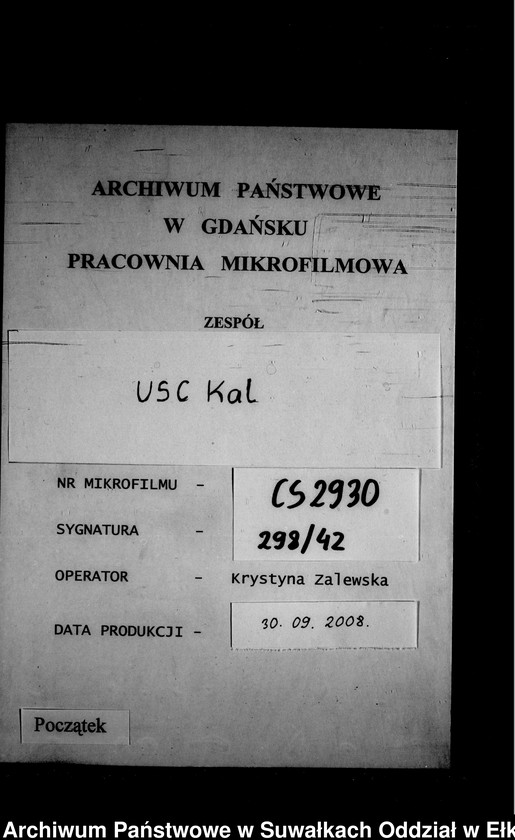 ARCHIWUM PAŃSTWOWE
W GDAŃSKU
PRACOWNIA MIKROFILMOWA
ZESPÓŁ
USC Kal
NR MIKROFILMU - CS2930
SYGNATURA - 298/42
OPERATOR - Krystyna Zalewska
DATA PRODUKCJI - 30.09.2008.
Początek
Archiwum Państwowe w Suwałkach Oddział w Ełk